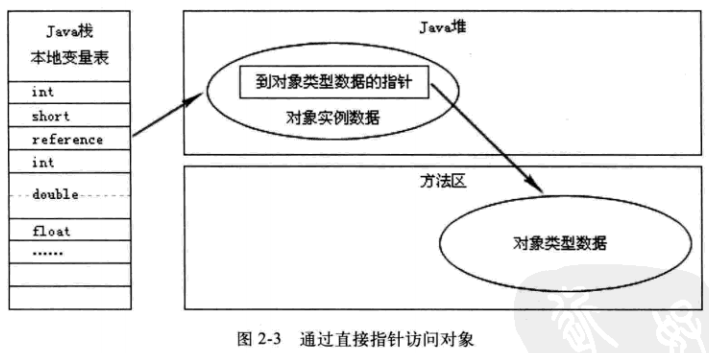 Java栈
本地变量表
int
short
reference
int
double
float
……
Java堆
到对象类型数据的指针
对象实例数据
方法区
对象类型数据
图 2-3 通过直接指针访问对象